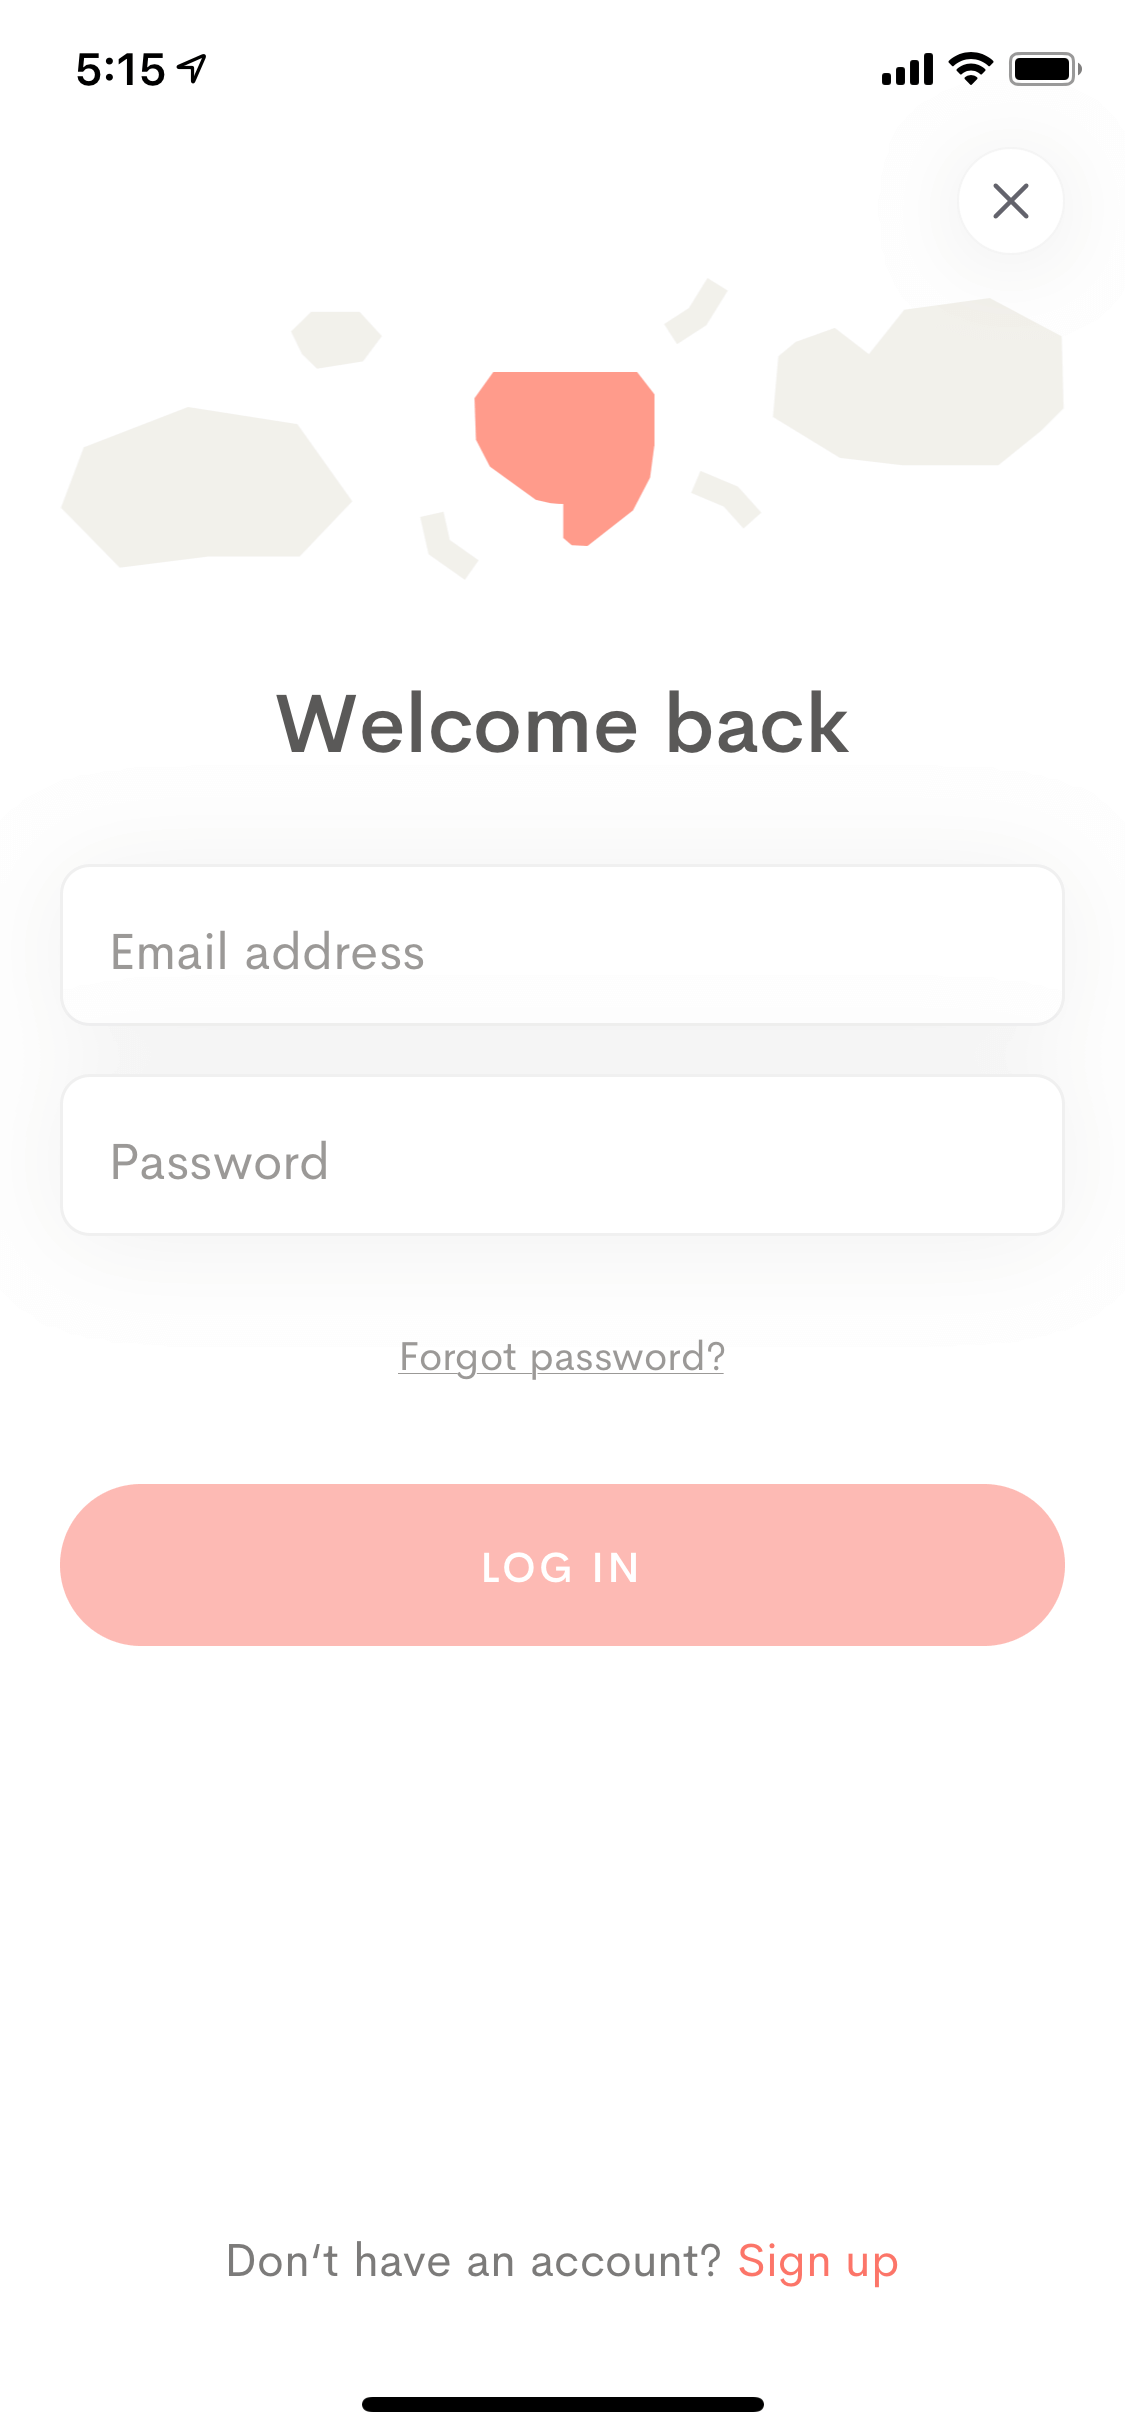 5:15
Welcome back
Email address
Password
Forgot password?
LOG IN
Don‘t have an account? Sign up